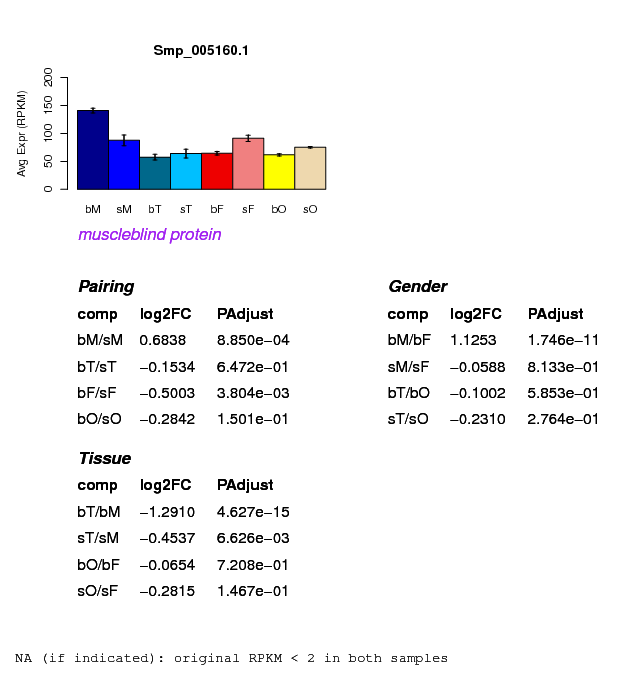 Smp_005160.1
Avg Expr (RPKM)
200
150
100
50
0
bM sM bT sT bF sF bO sO
muscleblind protein
Pairing
comp log2FC PAdjust
bM/sM 0.6838 8.850e−04
bT/sT −0.1534 6.472e−01
bF/sF −0.5003 3.804e−03
bO/sO −0.2842 1.501e−01
Gender
comp log2FC PAdjust
bM/bF 1.1253 1.746e−11
sM/sF −0.0588 8.133e−01
bT/bO −0.1002 5.853e−01
sT/sO −0.2310 2.764e−01
Tissue
comp log2FC PAdjust
bT/bM −1.2910 4.627e−15
sT/sM −0.4537 6.626e−03
bO/bF −0.0654 7.208e−01
sO/sF −0.2815 1.467e−01
NA (if indicated): original RPKM < 2 in both samples